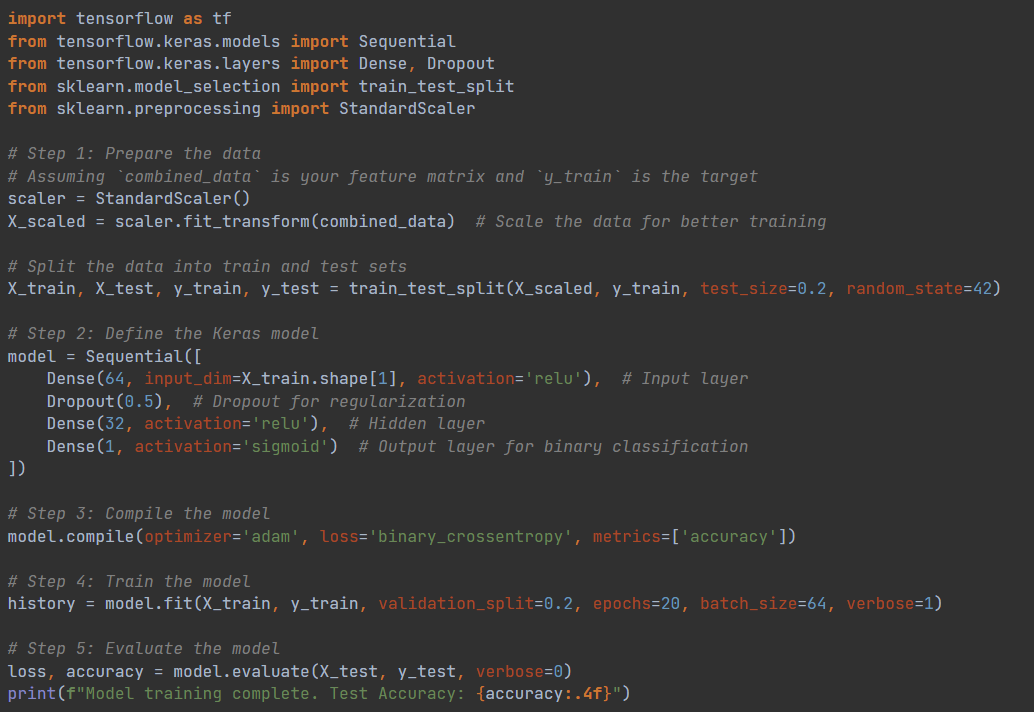 import tensorflow as tf
from tensorflow.keras.models import Sequential
from tensorflow.keras.layers import Dense, Dropout
from sklearn.model_selection import train_test_split
from sklearn.preprocessing import StandardScaler

# Step 1: Prepare the data
# Assuming `combined_data` is your feature matrix and `y_train` is the target
scaler = StandardScaler()
X_scaled = scaler.fit_transform(combined_data)  # Scale the data for better training

# Split the data into train and test sets
X_train, X_test, y_train, y_test = train_test_split(X_scaled, y_train, test_size=0.2, random_state=42)

# Step 2: Define the Keras model
model = Sequential([
    Dense(64, input_dim=X_train.shape[1], activation='relu'),  # Input layer
    Dropout(0.5),  # Dropout for regularization
    Dense(32, activation='relu'),  # Hidden layer
    Dense(1, activation='sigmoid')  # Output layer for binary classification
])

# Step 3: Compile the model
model.compile(optimizer='adam', loss='binary_crossentropy', metrics=['accuracy'])

# Step 4: Train the model
history = model.fit(X_train, y_train, validation_split=0.2, epochs=20, batch_size=64, verbose=1)

# Step 5: Evaluate the model
loss, accuracy = model.evaluate(X_test, y_test, verbose=0)
print(f"Model training complete. Test Accuracy: {accuracy:.4f}")